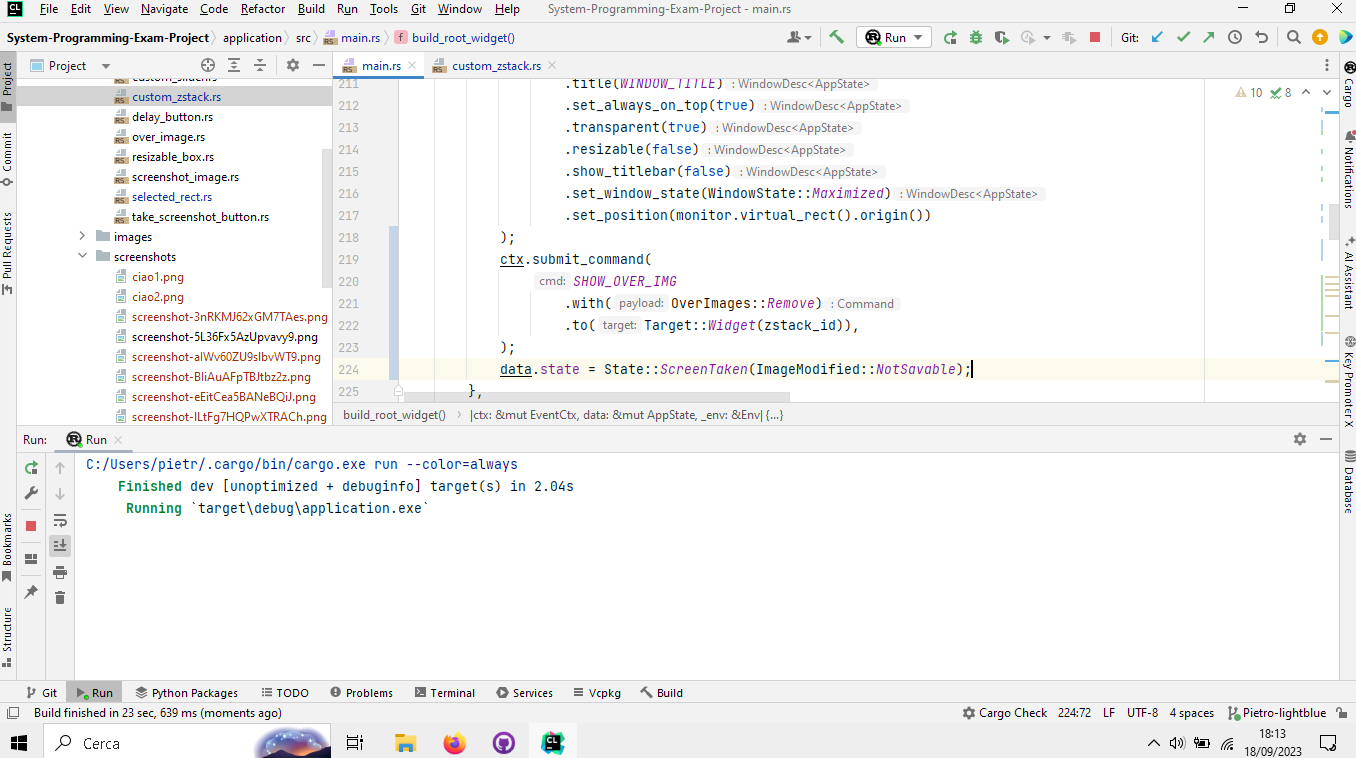 CL File Edit View Navigate Code Refactor Build Run Tools Git Window Help System-Programming-Exam-Project - main.rs
System-Programming-Exam-Project application src main.rs f build_root_widget() Run Git:
Project
Commit
Pull Requests
Bookmarks
Structure
Project
custom_zstack.rs
delay_button.rs
over_image.rs
resizable_box.rs
screenshot_image.rs
selected_rect.rs
take_screenshot_button.rs
images
screenshots
ciao1.png
ciao2.png
screenshot-3nRKMJ62xGM7TAes.png
screenshot-5L36Fx5AzUpvavy9.png
screenshot-eEitCea5BANeBQiJ.png
main.rs custom_zstack.rs
10 8
211 .title(WINDOW_TITLE) : WindowDesc<AppState>
212 .set_always_on_top(true) : WindowDesc<AppState>
213 .transparent(true) : WindowDesc<AppState>
214 .resizable(false) : WindowDesc<AppState>
215 .show_titlebar(false) : WindowDesc<AppState>
216 .set_window_state(WindowState::Maximized) : WindowDesc<AppState>
217 .set_position(monitor.virtual_rect().origin())
218 );
219 ctx.submit_command(
220 cmd: SHOW_OVER_IMG
221 .with( payload: OverImages::Remove) : Command
222 .to( target: Target::Widget(zstack_id)),
223 );
224 data.state = State::ScreenTaken(ImageModified::NotSavable);
225 },
build_root_widget() |ctx: &mut EventCtx, data: &mut AppState, _env: &Env| {...}
Cargo
Notifications
AI Assistant
Key Promoter X
Database
Run: Run
C:/Users/pietr/.cargo/bin/cargo.exe run --color=always
Finished dev [unoptimized + debuginfo] target(s) in 2.04s
Running `target\debug\application.exe`
Git Run Python Packages TODO Problems Terminal Services Vcpkg Build
Build finished in 23 sec, 639 ms (moments ago) Cargo Check 224:72 LF UTF-8 4 spaces Pietro-lightblue
Cerca
18:13
18/09/2023